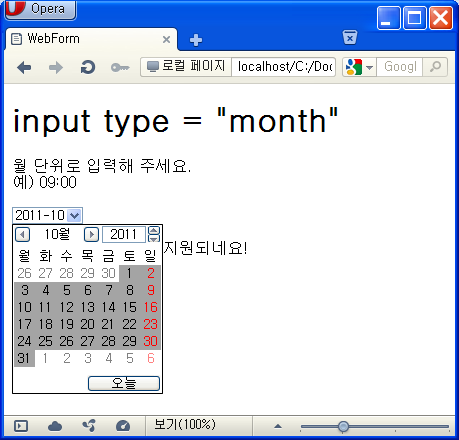 Opera
WebForm
로컬 페이지 localhost/C:/Doc Googl
input type = "month"
월 단위로 입력해 주세요.
예) 09:00
2011-10
10월 2011
지원되네요!
월 화 수 목 금 토 일
26 27 28 29 30 1 2
3 4 5 6 7 8 9
10 11 12 13 14 15 16
17 18 19 20 21 22 23
24 25 26 27 28 29 30
31 1 2 3 4 5 6
오늘
보기(100%)